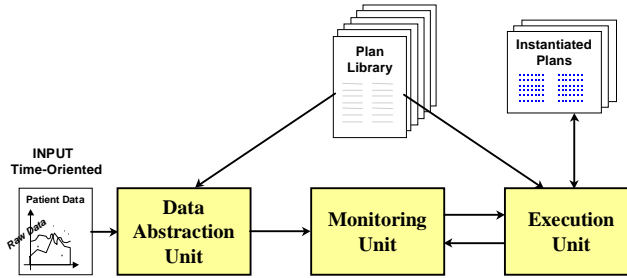 Plan
Library
Instantiated
Plans
INPUT
Time-Oriented
Patient Data
Raw Data
Data
Abstraction
Unit
Monitoring
Unit
Execution
Unit